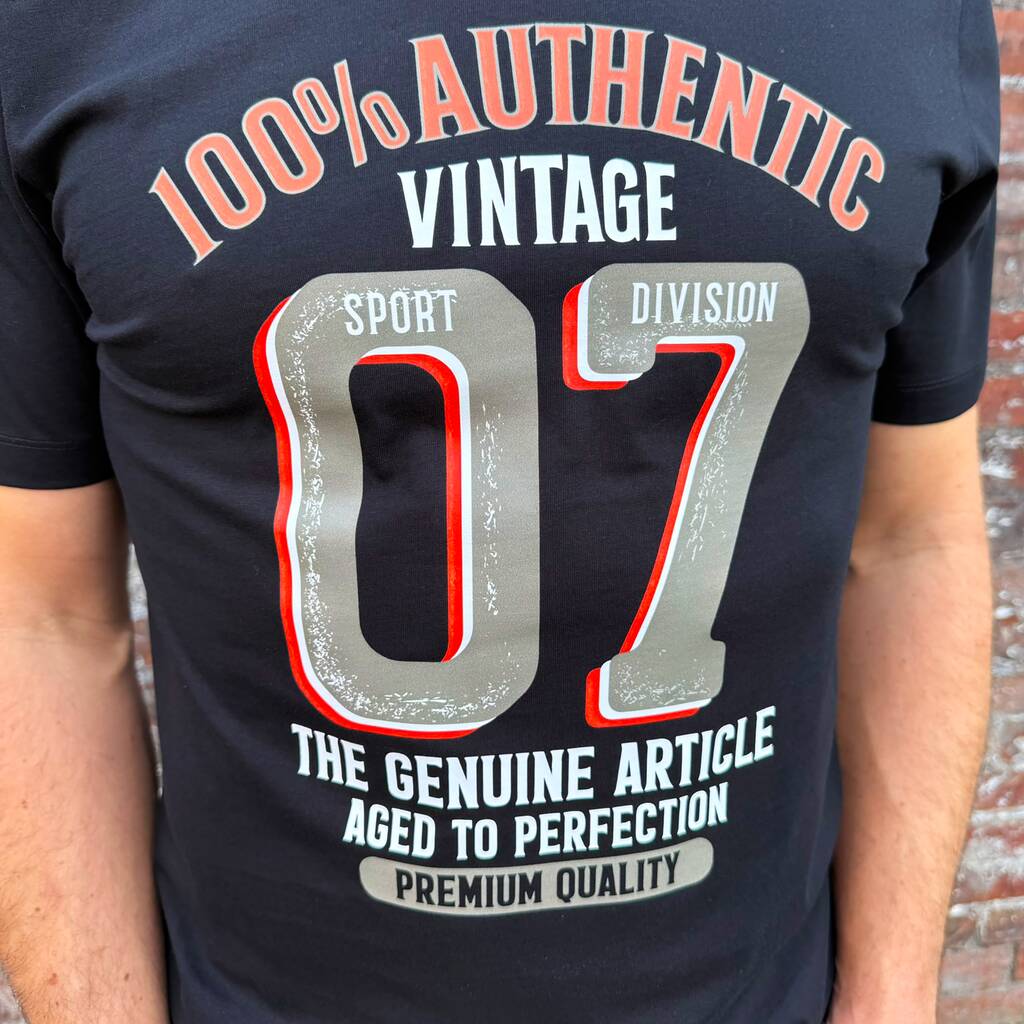 100% AUTHENTIC
VINTAGE
SPORT DIVISION
07
THE GENUINE ARTICLE
AGED TO PERFECTION
PREMIUM QUALITY